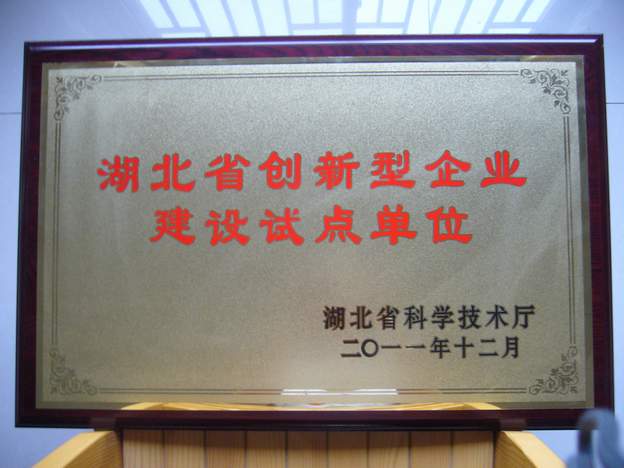 湖北省创新型企业
建设试点单位
湖北省科学技术厅
二〇一一年十二月